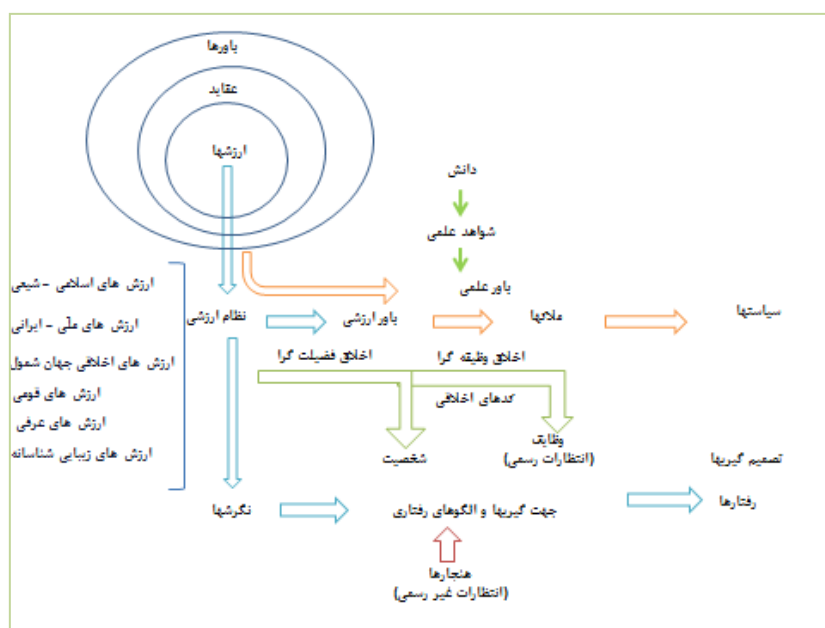 باورها
عقاید
ارزشها
دانش
شواهد علمی
باور علمی
ارزش های اسلامی - شیعی
ارزش های ملی - ایرانی
ارزش های اخلاقی جهان شمول
ارزش های قومی
ارزش های عرفی
ارزش های زیبایی شناسانه
نظام ارزشی
باور ارزشی
ملاکها
سیاستها
اخلاق فضیلت گرا
اخلاق وظیفه گرا
کدهای اخلاقی
شخصیت
وظایف
(انتظارات رسمی)
تصمیم گیریها
رفتارها
نگرشها
جهت گیریها و الگوهای رفتاری
هنجارها
(انتظارات غیر رسمی)